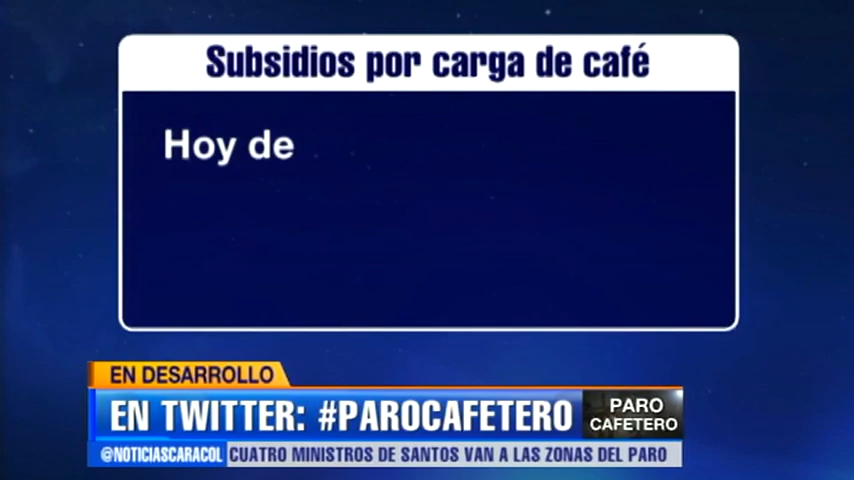 Subsidios por carga de café
Hoy de
EN DESARROLLO
EN TWITTER: #PAROCAFETERO
PARO
CAFETERO
@NOTICIASCARACOL CUATRO MINISTROS DE SANTOS VAN A LAS ZONAS DEL PARO